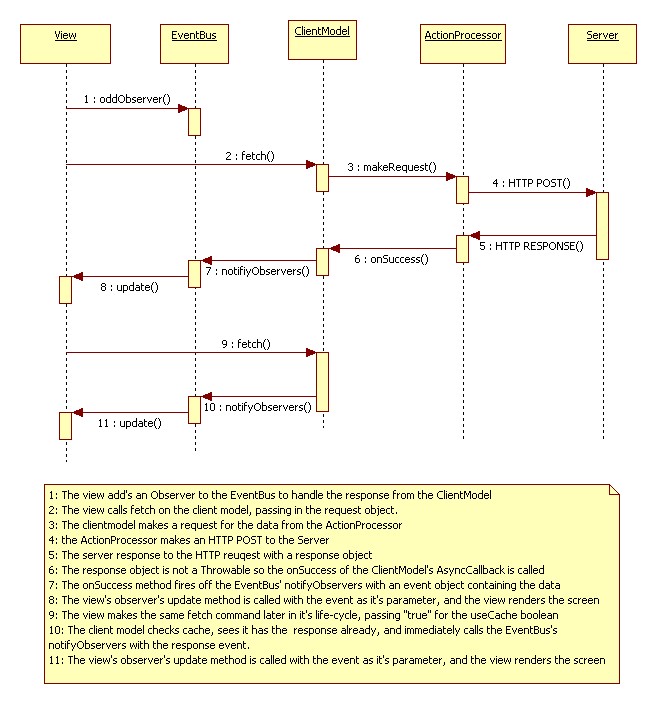 View
EventBus
ClientModel
ActionProcessor
Server
1 : oddObserver()
2 : fetch()
3 : makeRequest()
4 : HTTP POST()
5 : HTTP RESPONSE()
6 : onSuccess()
7 : notifiyObservers()
8 : update()
9 : fetch()
10 : notifyObservers()
11 : update()
1: The view add's an Observer to the EventBus to handle the response from the ClientModel
2: The view calls fetch on the client model, passing in the request object.
3: The clientmodel makes a request for the data from the ActionProcessor
4: the ActionProcessor makes an HTTP POST to the Server
5: The server response to the HTTP reuqest with a response object
6: The response object is not a Throwable so the onSuccess of the ClientModel's AsyncCallback is called
7: The onSuccess method fires off the EventBus' notifyObservers with an event object containing the data
8: The view's observer's update method is called with the event as it's parameter, and the view renders the screen
9: The view makes the same fetch command later in it's life-cycle, passing "true" for the useCache boolean
10: The client model checks cache, sees it has the  response already, and immediately calls the EventBus's
notifyObservers with the response event.
11: The view's observer's update method is called with the event as it's parameter, and the view renders the screen